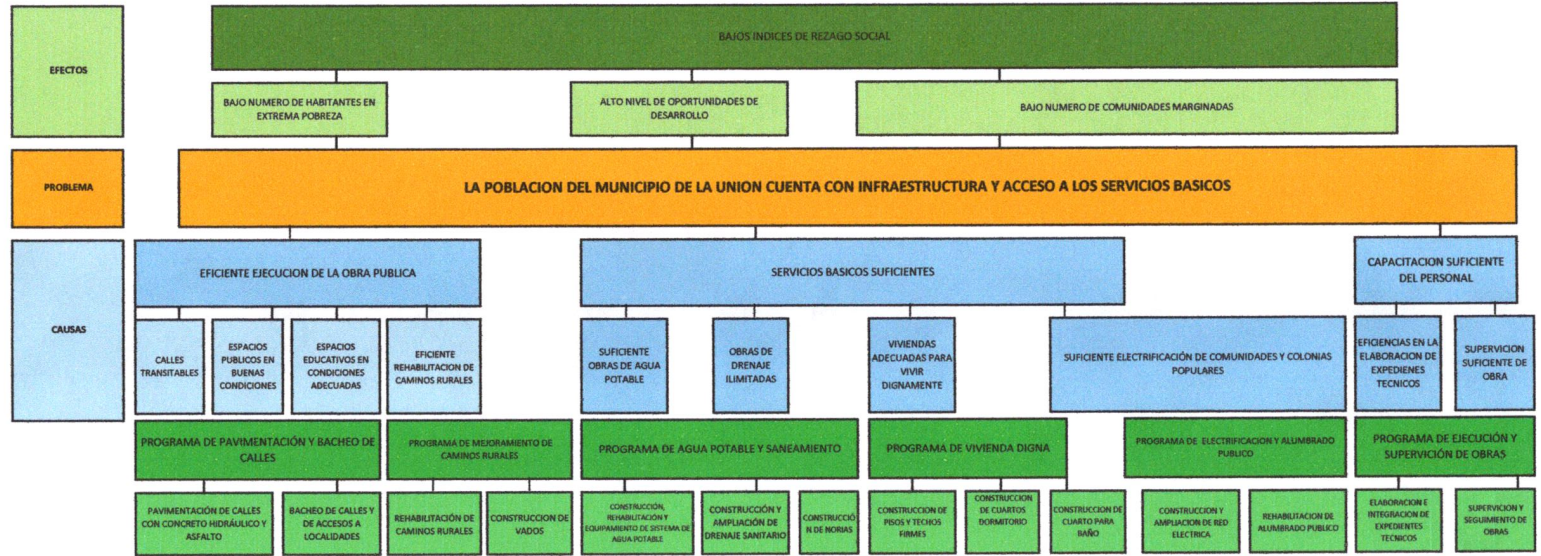 EFECTOS
BAJOS INDICES DE REZAGO SOCIAL
BAJO NUMERO DE HABITANTES EN
EXTREMA POBREZA
ALTO NIVEL DE OPORTUNIDADES DE
DESARROLLO
BAJO NUMERO DE COMUNIDADES MARGINADAS
PROBLEMA
LA POBLACION DEL MUNICIPIO DE LA UNION CUENTA CON INFRAESTRUCTURA Y ACCESO A LOS SERVICIOS BASICOS
CAUSAS
EFICIENTE EJECUCION DE LA OBRA PUBLICA
SERVICIOS BASICOS SUFICIENTES
CAPACITACION SUFICIENTE
DEL PERSONAL
CALLES
TRANSITABLES
ESPACIOS
PUBLICOS EN
BUENAS
CONDICIONES
ESPACIOS
EDUCATIVOS EN
CONDICIONES
ADECUADAS
EFICIENTE
REHABILITACION DE
CAMINOS RURALES
SUFICIENTE
OBRAS DE AGUA
POTABLE
OBRAS DE
DRENAJE
ILIMITADAS
VIVIENDAS
ADECUADAS PARA
VIVIR
DIGNAMENTE
SUFICIENTE ELECTRIFICACIÓN DE COMUNIDADES Y COLONIAS
POPULARES
EFICIENCIAS EN LA
ELABORACION DE
EXPEDIENES
TECNICOS
SUPERVICION
SUFICIENTE DE
OBRA
PROGRAMA DE PAVIMENTACIÓN Y BACHEO DE
CALLES
PROGRAMA DE MEJORAMIENTO DE
CAMINOS RURALES
PROGRAMA DE AGUA POTABLE Y SANEAMIENTO
PROGRAMA DE VIVIENDA DIGNA
PROGRAMA DE ELECTRIFICACION Y ALUMBRADO
PUBLICO
PROGRAMA DE EJECUCIÓN Y
SUPERVISIÓN DE OBRAS
PAVIMENTACIÓN DE CALLES
CON CONCRETO HIDRÁULICO Y
ASFALTO
BACHEO DE CALLES Y
DE ACCESOS A
LOCALIDADES
REHABILITACIÓN DE
CAMINOS RURALES
CONSTRUCCION DE
VADOS
CONSTRUCCIÓN,
REHABILITACIÓN Y
EQUIPAMIENTO DE SISTEMA DE
AGUA POTABLE
CONSTRUCCIÓN Y
AMPLIACIÓN DE
DRENAJE SANITARIO
CONSTRUCCIÓ
N DE NORIAS
CONSTRUCCION DE
PISOS Y TECHOS
FIRMES
CONSTRUCCION
DE CUARTOS
DORMITORIO
CONSTRUCCION DE
CUARTO PARA
BAÑO
CONSTRUCCION Y
AMPLIACION DE RED
ELECTRICA
REHABILITACION DE
ALUMBRADO PUBLICO
ELABORACION E
INTEGRACION DE
EXPEDIENTES
TECNICOS
SUPERVICION Y
SEGUIMIENTO DE
OBRAS